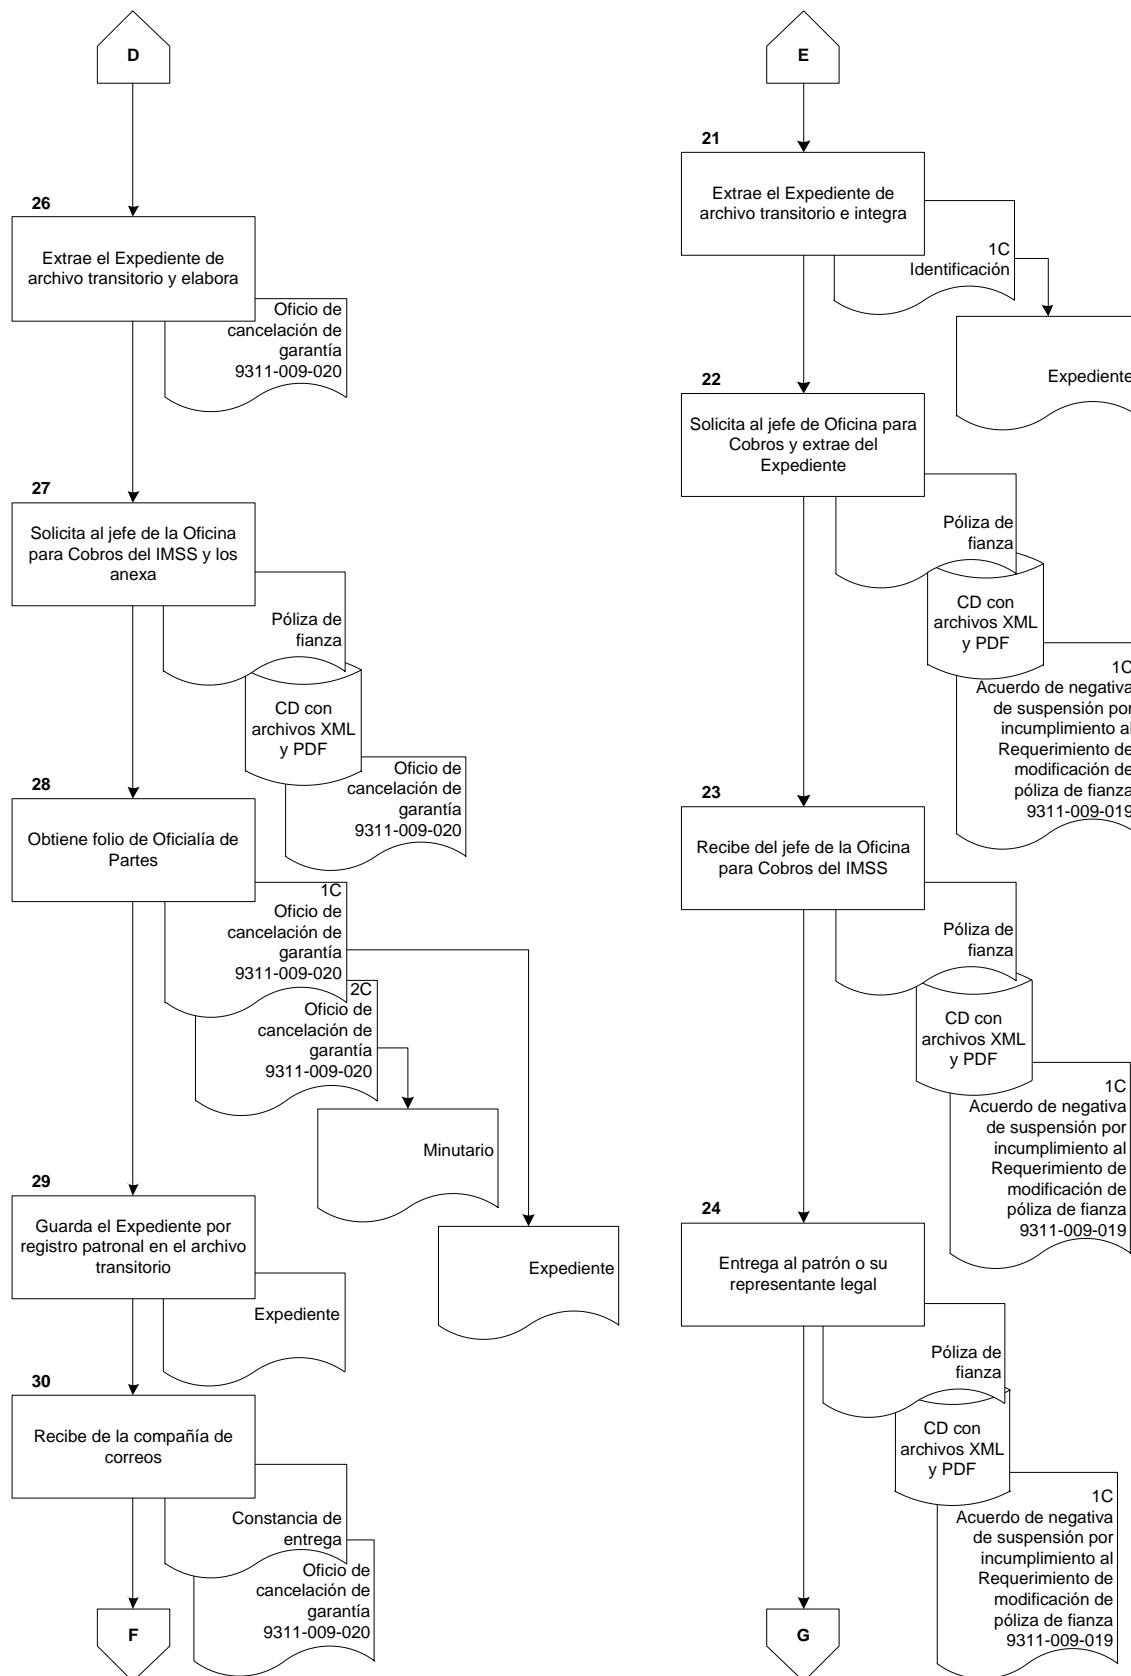 D
26
Extrae el Expediente de
archivo transitorio y elabora
Oficio de
cancelación de
garantía
9311-009-020
27
Solicita al jefe de la Oficina
para Cobros del IMSS y los
anexa
Póliza de
fianza
CD con
archivos XML
y PDF
Oficio de
cancelación de
garantía
9311-009-020
28
Obtiene folio de Oficialía de
Partes
1C
Oficio de
cancelación de
garantía
9311-009-020
2C
Oficio de
cancelación de
garantía
9311-009-020
Minutario
Expediente
29
Guarda el Expediente por
registro patronal en el archivo
transitorio
Expediente
30
Recibe de la compañía de
correos
Constancia de
entrega
Oficio de
cancelación de
garantía
9311-009-020
F
E
21
Extrae el Expediente de
archivo transitorio e integra
1C
Identificación
Expediente
22
Solicita al jefe de Oficina para
Cobros y extrae del
Expediente
Póliza de
fianza
CD con
archivos XML
y PDF
1C
Acuerdo de negativa
de suspensión por
incumplimiento al
Requerimiento de
modificación de
póliza de fianza
9311-009-019
23
Recibe del jefe de la Oficina
para Cobros del IMSS
Póliza de
fianza
CD con
archivos XML
y PDF
1C
Acuerdo de negativa
de suspensión por
incumplimiento al
Requerimiento de
modificación de
póliza de fianza
9311-009-019
24
Entrega al patrón o su
representante legal
Póliza de
fianza
CD con
archivos XML
y PDF
1C
Acuerdo de negativa
de suspensión por
incumplimiento al
Requerimiento de
modificación de
póliza de fianza
9311-009-019
G